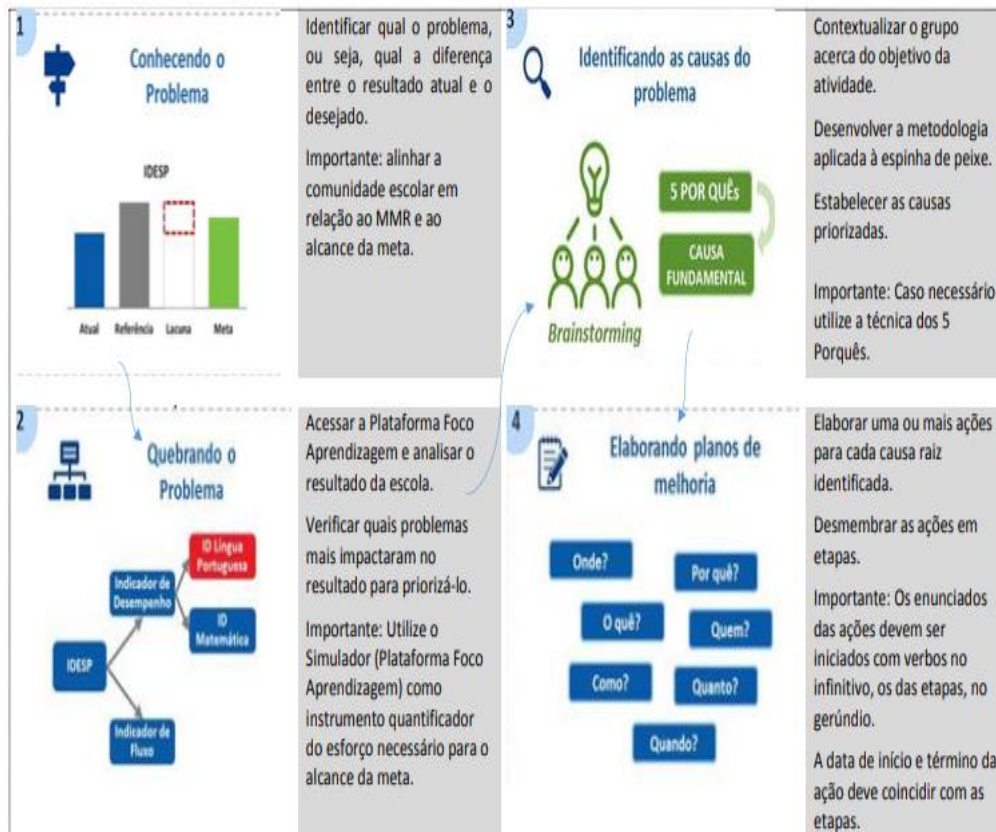 1
Conhecendo o
Problema
IDESP
Atual
Referência
Lacuna
Meta
Identificar qual o problema,
ou seja, qual a diferença
entre o resultado atual e o
desejado.
Importante: alinhar a
comunidade escolar em
relação ao MMR e ao
alcance da meta.
2
Quebrando o
Problema
ID Língua
Portuguesa
Indicador de
Desempenho
ID
Matemática
IDESP
Indicador de
Fluxo
Acessar a Plataforma Foco
Aprendizagem e analisar o
resultado da escola.
Verificar quais problemas
mais impactaram no
resultado para priorizá-lo.
Importante: Utilize o
Simulador (Plataforma Foco
Aprendizagem) como
instrumento quantificador
do esforço necessário para o
alcance da meta.
3
Identificando as causas do
problema
5 POR QUÊs
CAUSA
FUNDAMENTAL
Brainstorming
Contextualizar o grupo
acerca do objetivo da
atividade.
Desenvolver a metodologia
aplicada à espinha de peixe.
Estabelecer as causas
priorizadas.
Importante: Caso necessário
utilize a técnica dos 5
Porquês.
4
Elaborando planos de
melhoria
Onde?
Por quê?
O quê?
Quem?
Como?
Quanto?
Quando?
Elaborar uma ou mais ações
para cada causa raiz
identificada.
Desmembrar as ações em
etapas.
Importante: Os enunciados
das ações devem ser
iniciados com verbos no
infinitivo, os das etapas, no
gerúndio.
A data de início e término da
ação deve coincidir com as
etapas.